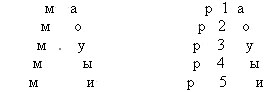 м а р 1 а
м о р 2 о
м у р 3 у
м ы р 4 ы
м и р 5 и